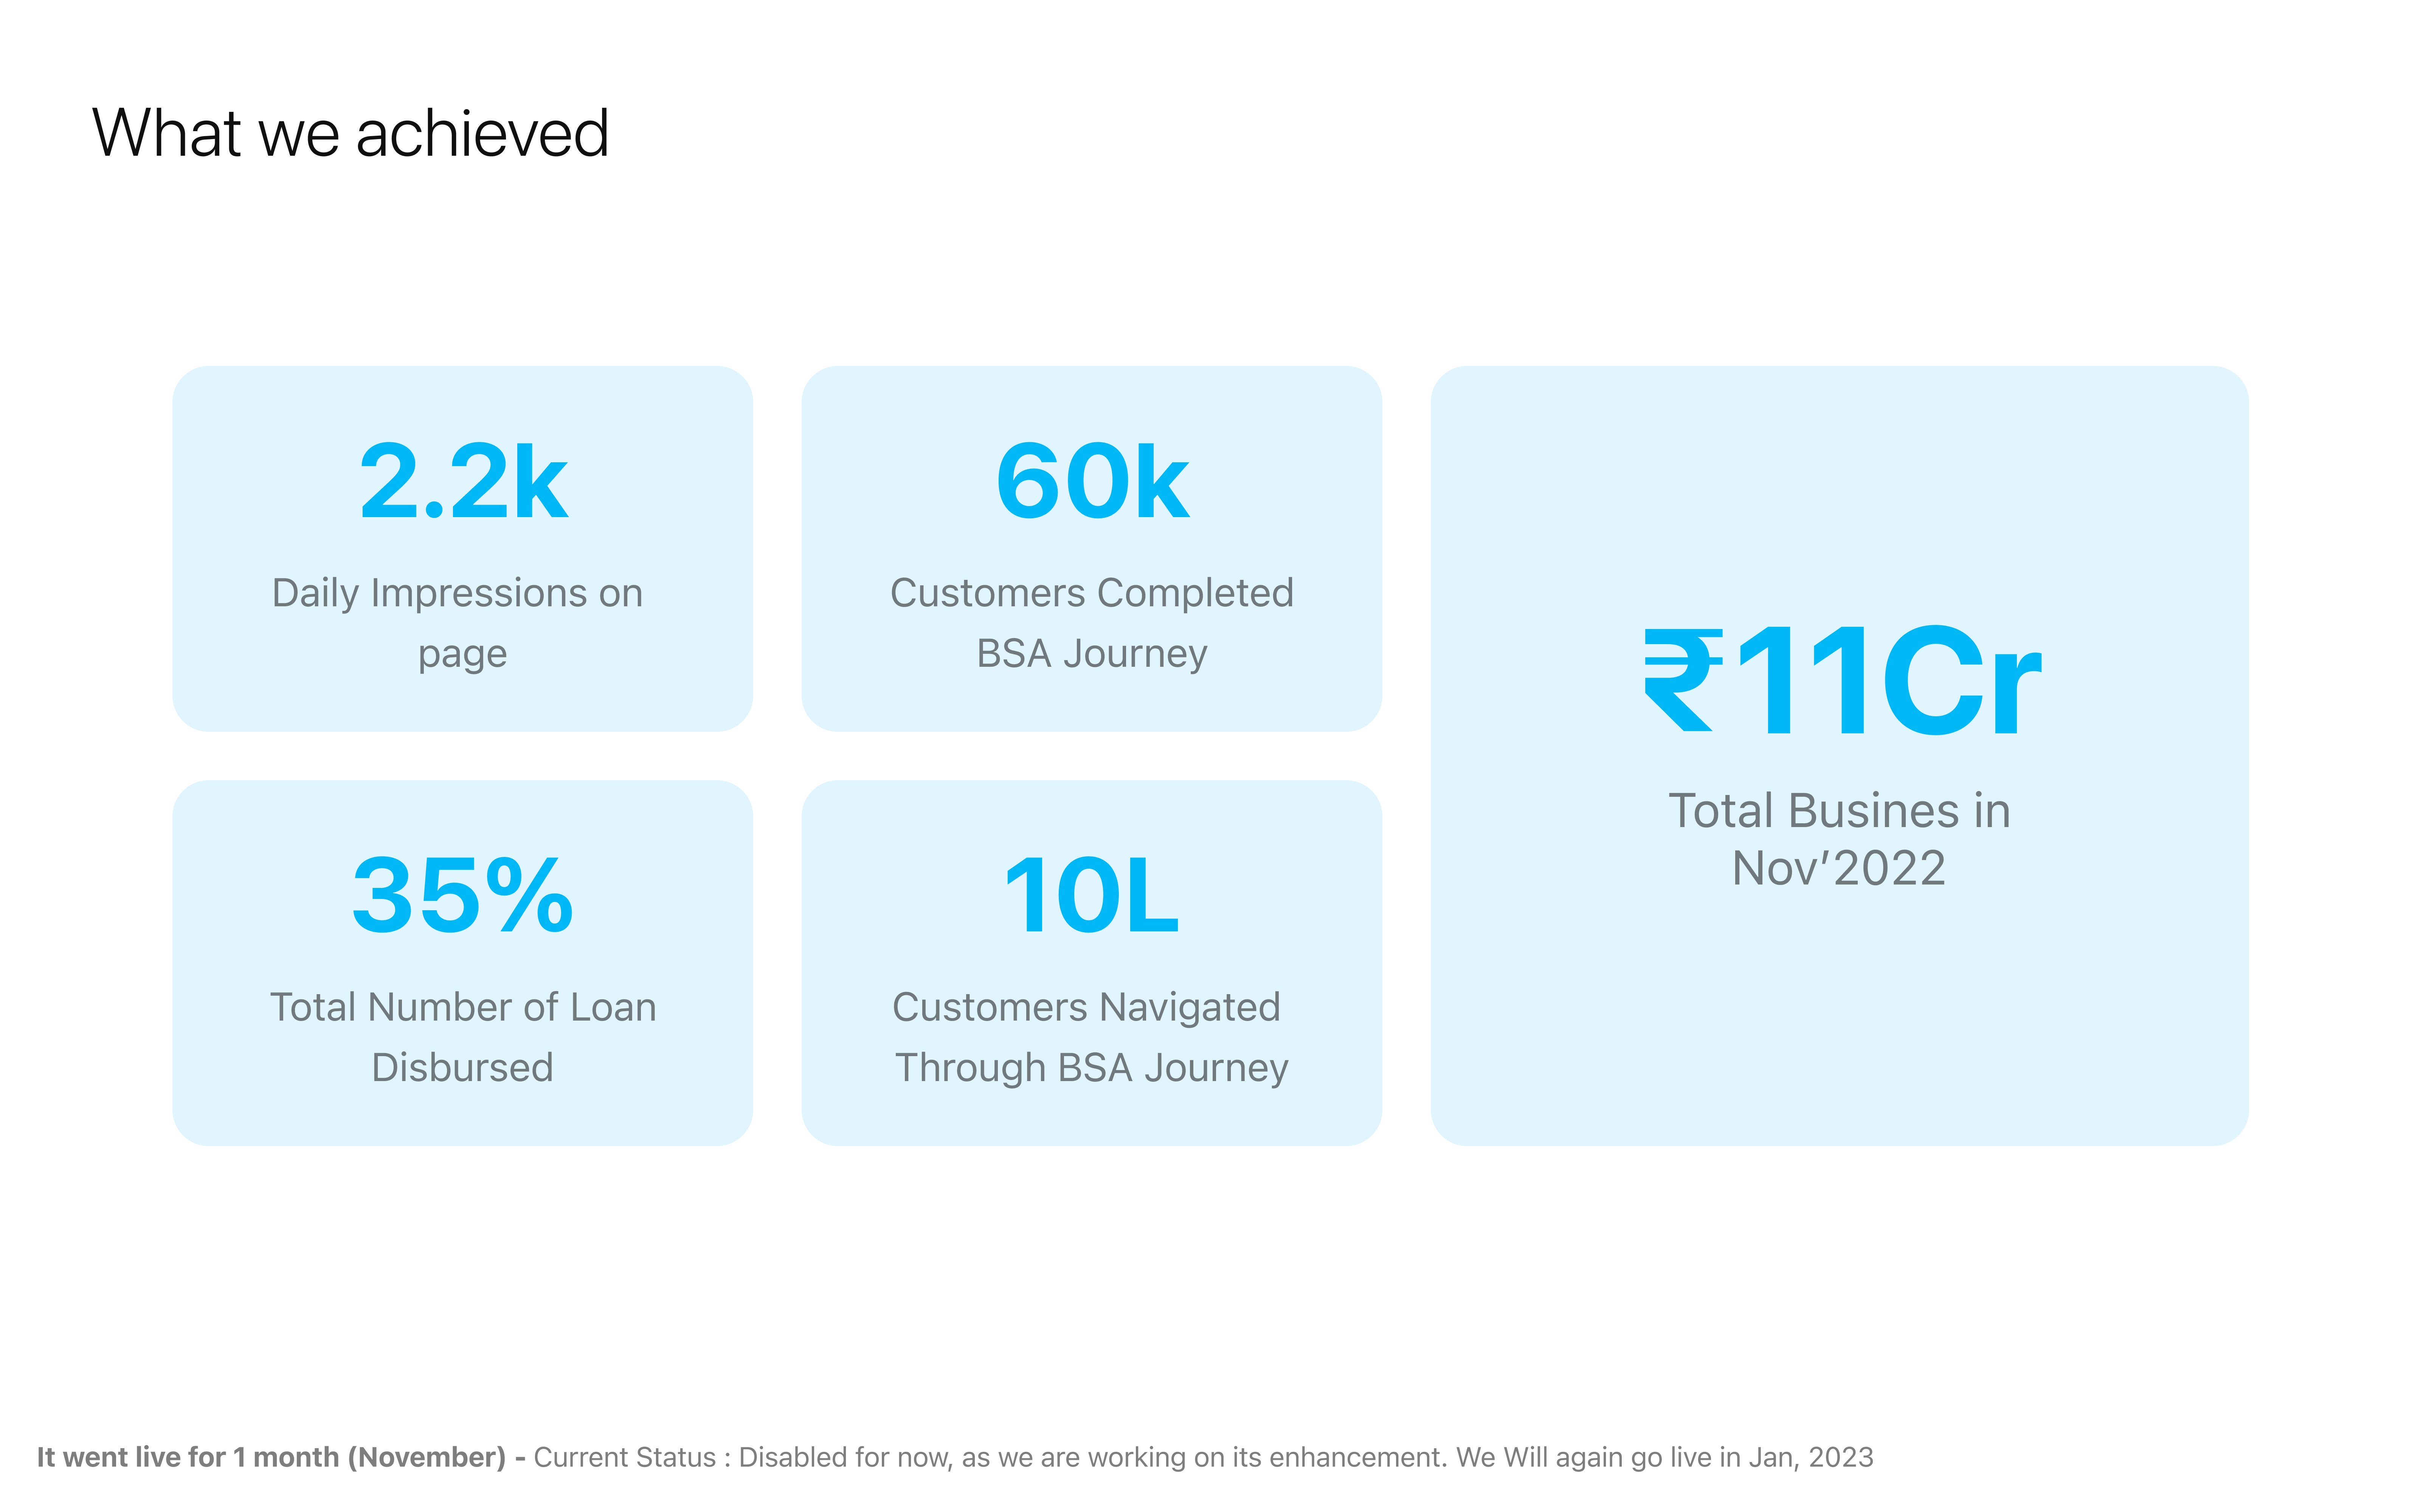 What we achieved
2.2k
Daily Impressions on
page
60k
Customers Completed
BSA Journey
35%
Total Number of Loan
Disbursed
10L
Customers Navigated
Through BSA Journey
₹11Cr
Total Busines in
Nov’2022
It went live for 1 month (November) - Current Status : Disabled for now, as we are working on its enhancement. We Will again go live in Jan, 2023